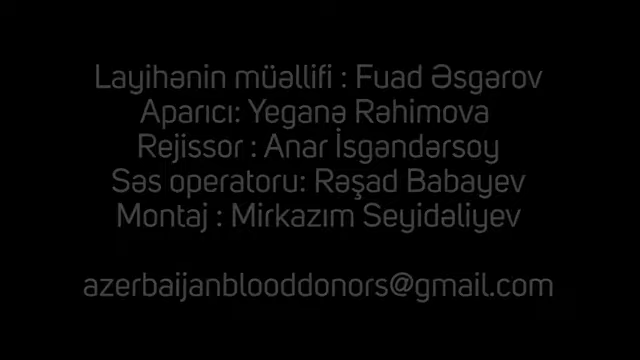 Layihənin müəllifi : Fuad Əsgərov
Aparıcı: Yeganə Rəhimova
Rejissor : Anar İsgəndərsoy
Səs operatoru: Rəşad Babayev
Montaj : Mirkazım Seyidəliyev
azerbaijanblooddonors@gmail.com